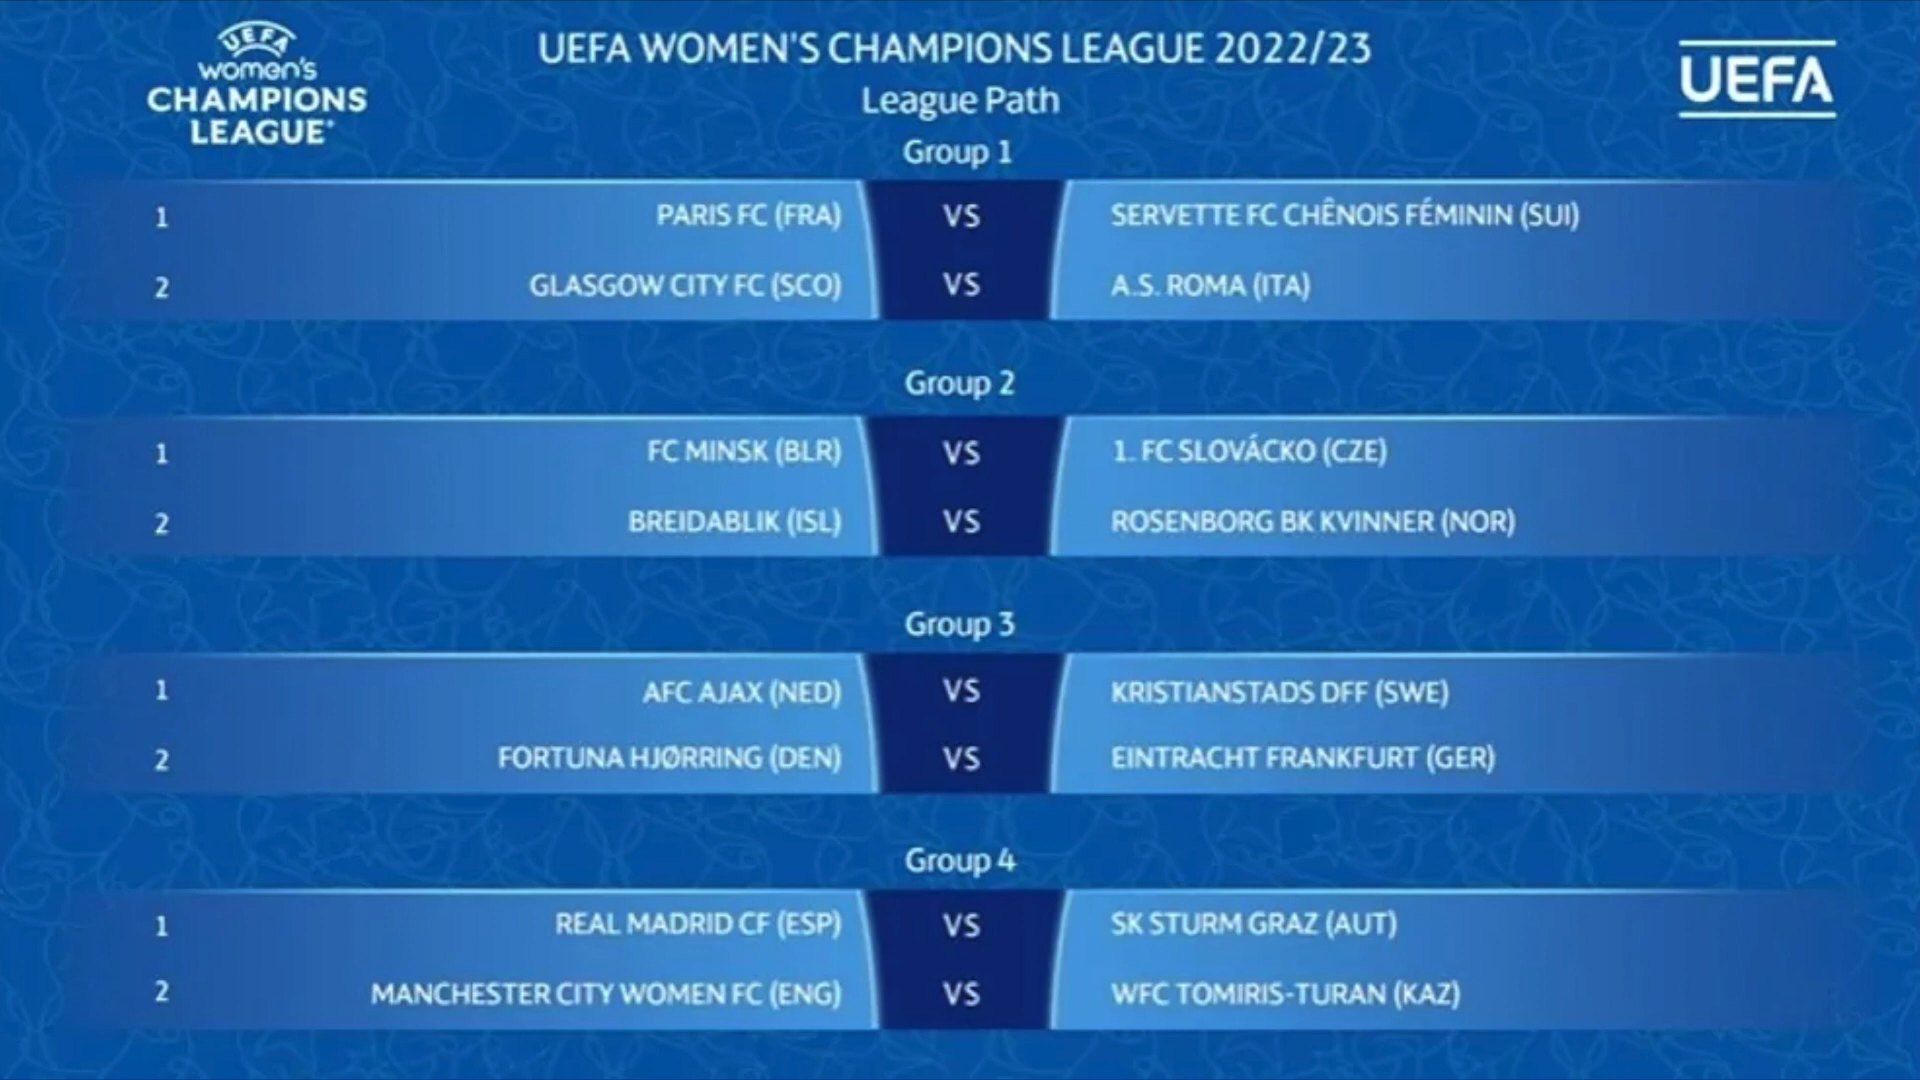 UEFA
women's
CHAMPIONS
LEAGUE
UEFA WOMEN'S CHAMPIONS LEAGUE 2022/23
League Path
UEFA
Group 1
1 PARIS FC (FRA) VS SERVETTE FC CHÊNOIS FÉMININ (SUI)
2 GLASGOW CITY FC (SCO) VS A.S. ROMA (ITA)
Group 2
1 FC MINSK (BLR) VS 1. FC SLOVÁCKO (CZE)
2 BREIDABLIK (ISL) VS ROSENBORG BK KVINNER (NOR)
Group 3
1 AFC AJAX (NED) VS KRISTIANSTADS DFF (SWE)
2 FORTUNA HJØRRING (DEN) VS EINTRACHT FRANKFURT (GER)
Group 4
1 REAL MADRID CF (ESP) VS SK STURM GRAZ (AUT)
2 MANCHESTER CITY WOMEN FC (ENG) VS WFC TOMIRIS-TURAN (KAZ)